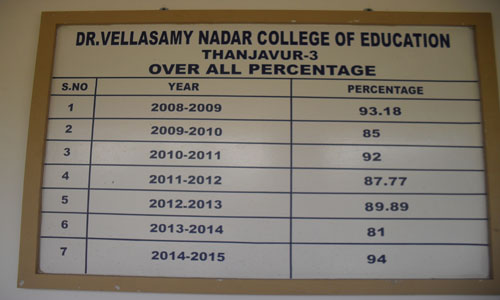 DR.VELLASAMY NADAR COLLEGE OF EDUCATION
THANJAVUR-3
OVER ALL PERCENTAGE
S.NO YEAR PERCENTAGE
1 2008-2009 93.18
2 2009-2010 85
3 2010-2011 92
4 2011-2012 87.77
5 2012.2013 89.89
6 2013-2014 81
7 2014-2015 94